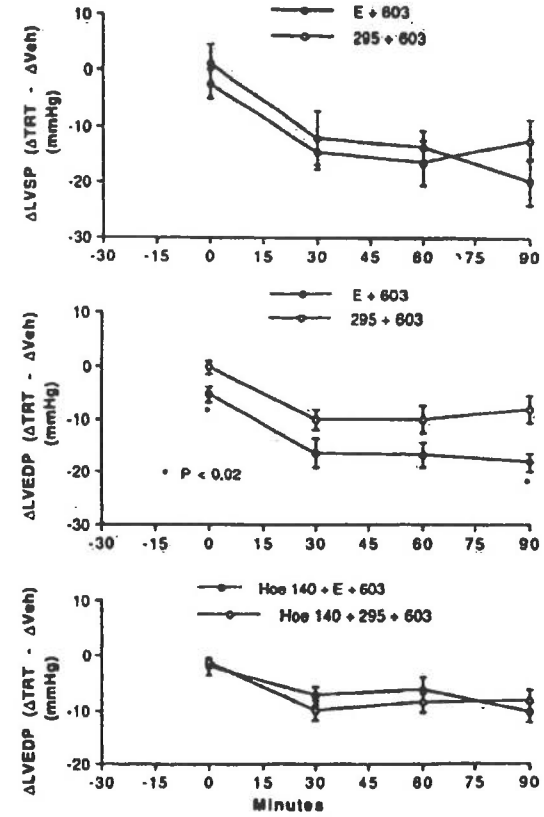 E + 603
295 + 603
ΔLVSP (ΔTRT - ΔVeh)
(mmHg)
10
0
-10
-20
-30
-30 -15 0 15 30 45 60 75 90
E + 603
295 + 603
ΔLVEDP (ΔTRT - ΔVeh)
(mmHg)
10
0
-10
-20
-30
* P < 0.02
-30 -15 0 15 30 45 60 75 90
Hoe 140 + E + 603
Hoe 140 + 295 + 603
ΔLVEDP (ΔTRT - ΔVeh)
(mmHg)
10
0
-10
-20
-30 -15 0 15 30 45 60 75 90
Minutes